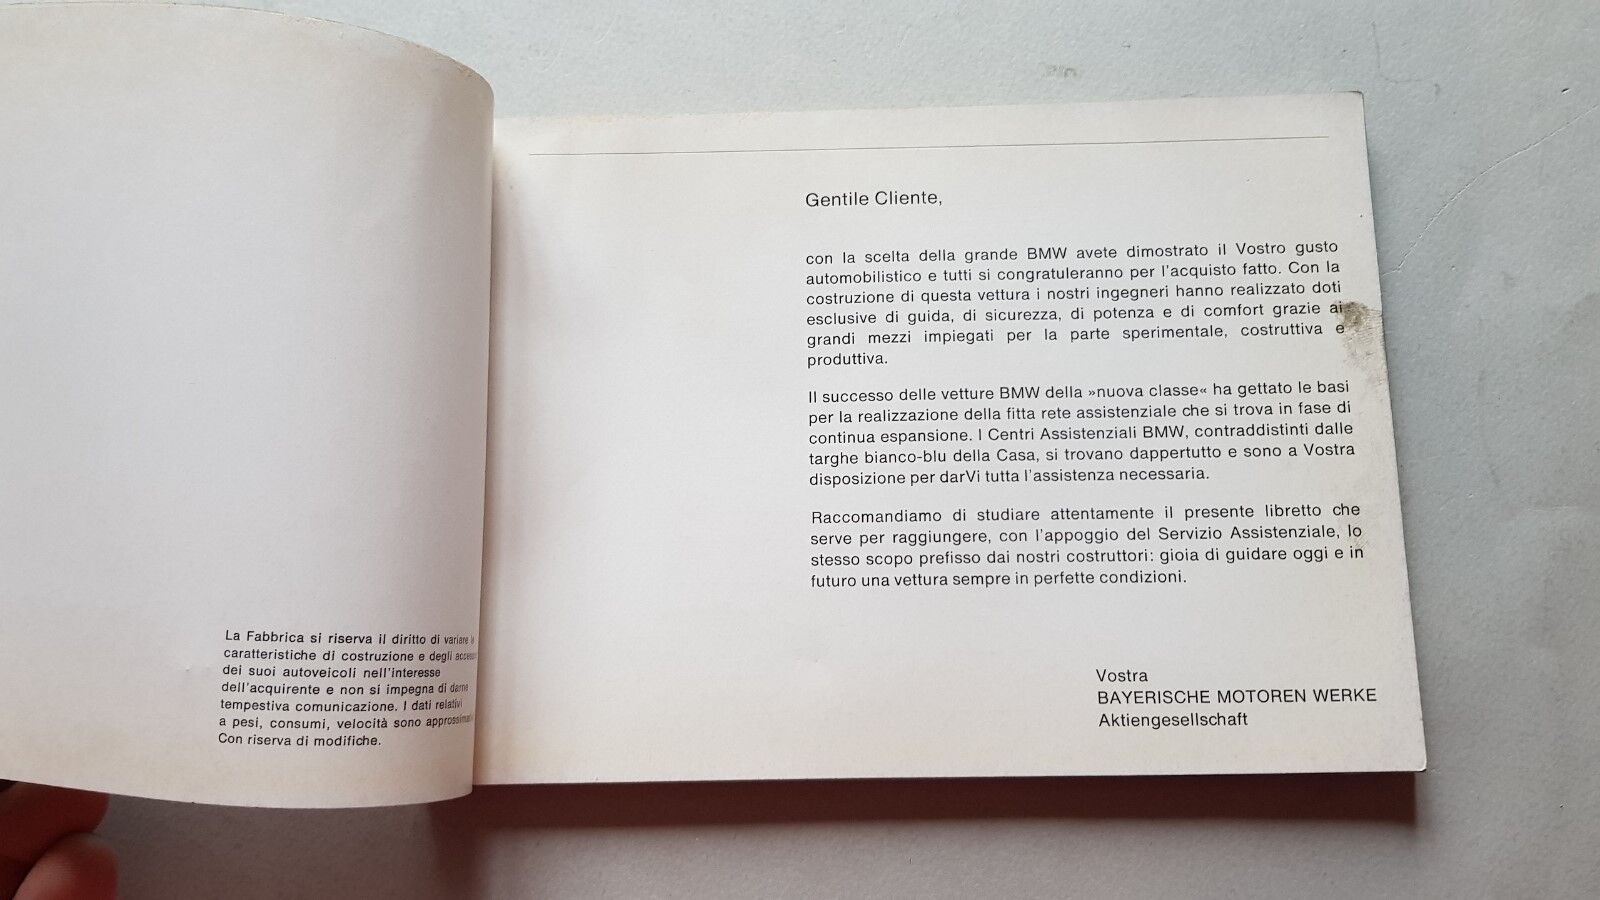 La Fabbrica si riserva il diritto di variare
caratteristiche di costruzione e degli
dei suoi autoveicoli nell'interesse
dell'acquirente e non si impegna di darne
tempestiva comunicazione. I dati relativi
a pesi, consumi, velocità sono
Con riserva di modifiche.
Gentile Cliente,
con la scelta della grande BMW avete dimostrato il Vostro gusto
automobilistico e tutti si congratuleranno per l'acquisto fatto. Con la
costruzione di questa vettura i nostri ingegneri hanno realizzato doti
esclusive di guida, di sicurezza, di potenza e di comfort grazie ai
grandi mezzi impiegati per la parte sperimentale, costruttiva e
produttiva.
Il successo delle vetture BMW della »nuova classe« ha gettato le basi
per la realizzazione della fitta rete assistenziale che si trova in fase di
continua espansione. I Centri Assistenziali BMW, contraddistinti dalle
targhe bianco-blu della Casa, si trovano dappertutto e sono a Vostra
disposizione per darVi tutta l'assistenza necessaria.
Raccomandiamo di studiare attentamente il presente libretto che
serve per raggiungere, con l'appoggio del Servizio Assistenziale, lo
stesso scopo prefisso dai nostri costruttori: gioia di guidare oggi e in
futuro una vettura sempre in perfette condizioni.
Vostra
BAYERISCHE MOTOREN WERKE
Aktiengesellschaft